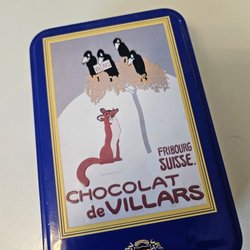 FRIBOURG
SUISSE.
CHOCOLAT
de VILLARS